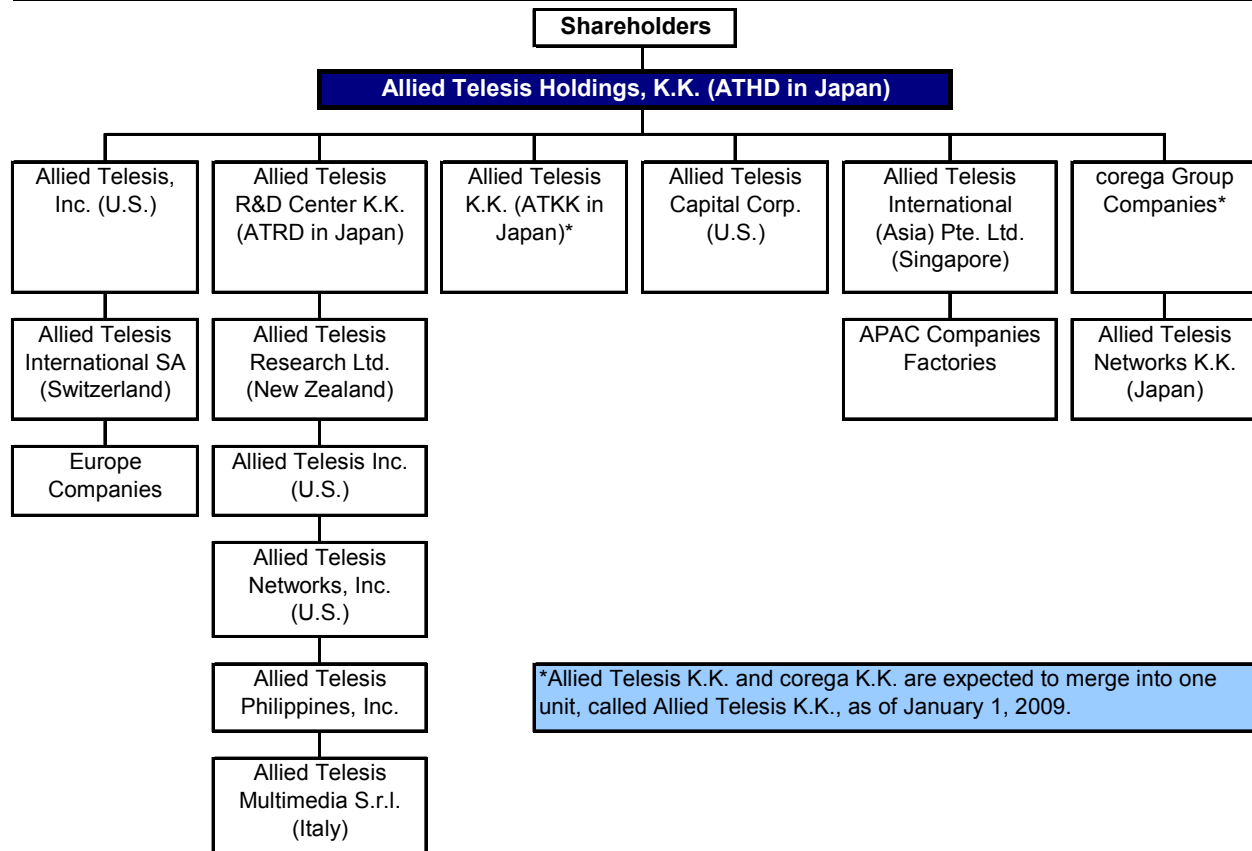 Shareholders
Allied Telesis Holdings, K.K. (ATHD in Japan)
Allied Telesis,
Inc. (U.S.)
Allied Telesis
R&D Center K.K.
(ATRD in Japan)
Allied Telesis
K.K. (ATKK in
Japan)*
Allied Telesis
Capital Corp.
(U.S.)
Allied Telesis
International
(Asia) Pte. Ltd.
(Singapore)
corega Group
Companies*
Allied Telesis
International SA
(Switzerland)
Allied Telesis
Research Ltd.
(New Zealand)
APAC Companies
Factories
Allied Telesis
Networks K.K.
(Japan)
Europe
Companies
Allied Telesis Inc.
(U.S.)
Allied Telesis
Networks, Inc.
(U.S.)
Allied Telesis
Philippines, Inc.
*Allied Telesis K.K. and corega K.K. are expected to merge into one
unit, called Allied Telesis K.K., as of January 1, 2009.
Allied Telesis
Multimedia S.r.l.
(Italy)